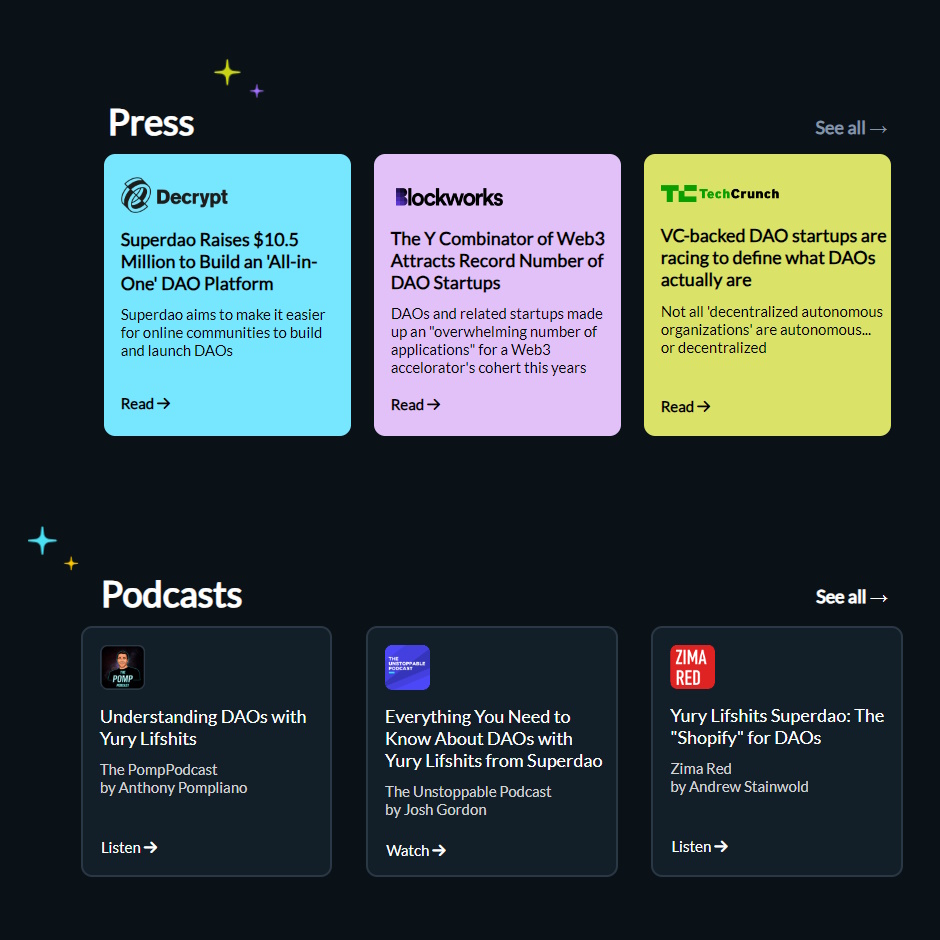 Press
See all →
Decrypt
Superdao Raises $10.5
Million to Build an 'All-in-
One' DAO Platform
Superdao aims to make it easier
for online communities to build
and launch DAOs
Read →
Blockworks
The Y Combinator of Web3
Attracts Record Number of
DAO Startups
DAOs and related startups made
up an "overwhelming number of
applications" for a Web3
accelorator's cohort this years
Read →
TechCrunch
VC-backed DAO startups are
racing to define what DAOs
actually are
Not all 'decentralized autonomous
organizations' are autonomous...
or decentralized
Read →
Podcasts
See all →
THE
POMP
PODCAST
Understanding DAOs with
Yury Lifshits
The PompPodcast
by Anthony Pompliano
Listen →
THE
UNSTOPPABLE
PODCAST
Everything You Need to
Know About DAOs with
Yury Lifshits from Superdao
The Unstoppable Podcast
by Josh Gordon
Watch →
ZIMA
RED
Yury Lifshits Superdao: The
"Shopify" for DAOs
Zima Red
by Andrew Stainwold
Listen →